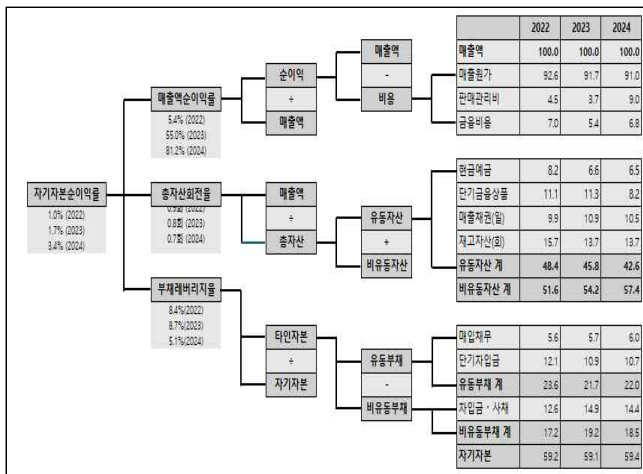 2022 2023 2024
매출액 100.0 100.0 100.0
매출원가 92.6 91.7 91.0
판매관리비 4.5 3.7 9.0
금융비용 7.0 5.4 6.8
매출액
-
비용
순이익
÷
매출액
매출액순이익률
5.4% (2022)
55.0% (2023)
81.2% (2024)
자기자본순이익률
1.0% (2022)
1.7% (2023)
3.4% (2024)
총자산회전율
0.9회 (2022)
0.8회 (2023)
0.7회 (2024)
매출액
÷
총자산
유동자산
+
비유동자산
현금예금 8.2 6.6 6.5
단기금융상품 11.1 11.3 8.2
매출채권(일) 9.9 10.9 10.5
재고자산(회) 15.7 13.7 13.7
유동자산 계 48.4 45.8 42.6
비유동자산 계 51.6 54.2 57.4
부채레버리지율
8.4%(2022)
8.7%(2023)
5.1%(2024)
타인자본
÷
자기자본
유동부채
-
비유동부채
매입채무 5.6 5.7 6.0
단기차입금 12.1 10.9 10.7
유동부채 계 23.6 21.7 22.0
차입금・사채 12.6 14.9 14.4
비유동부채 계 17.2 19.2 18.5
자기자본 59.2 59.1 59.4